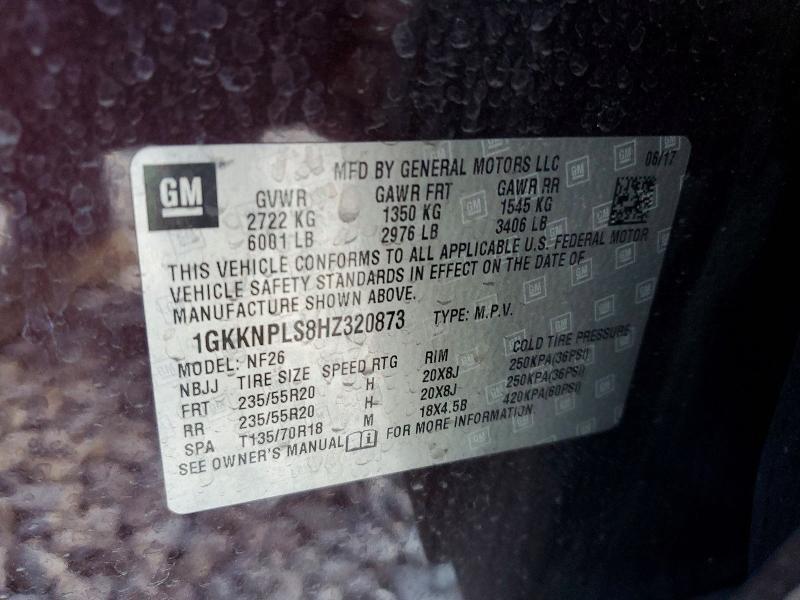 GM
MFD BY GENERAL MOTORS LLC 06/17
GVWR GAWR FRT GAWR RR
2722 KG 1350 KG 1545 KG
6001 LB 2976 LB 3406 LB
THIS VEHICLE CONFORMS TO ALL APPLICABLE U.S. FEDERAL MOTOR
VEHICLE SAFETY STANDARDS IN EFFECT ON THE DATE OF
MANUFACTURE SHOWN ABOVE.
1GKKNPLS8HZ320873 TYPE: M.P.V.
MODEL: NF26
NBJJ TIRE SIZE SPEED RTG RIM COLD TIRE PRESSURE
FRT 235/55R20 H 20X8J 250KPA(36PSI)
RR 235/55R20 H 20X8J 250KPA(36PSI)
SPA T135/70R18 M 18X4.5B 420KPA(60PSI)
SEE OWNER'S MANUAL FOR MORE INFORMATION.